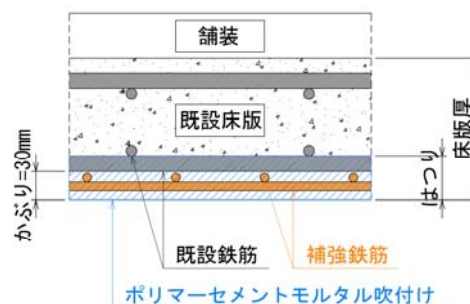 舗装
既設床版
床版厚
はつり
かぶり=30mm
既設鉄筋
補強鉄筋
ポリマーセメントモルタル吹付け